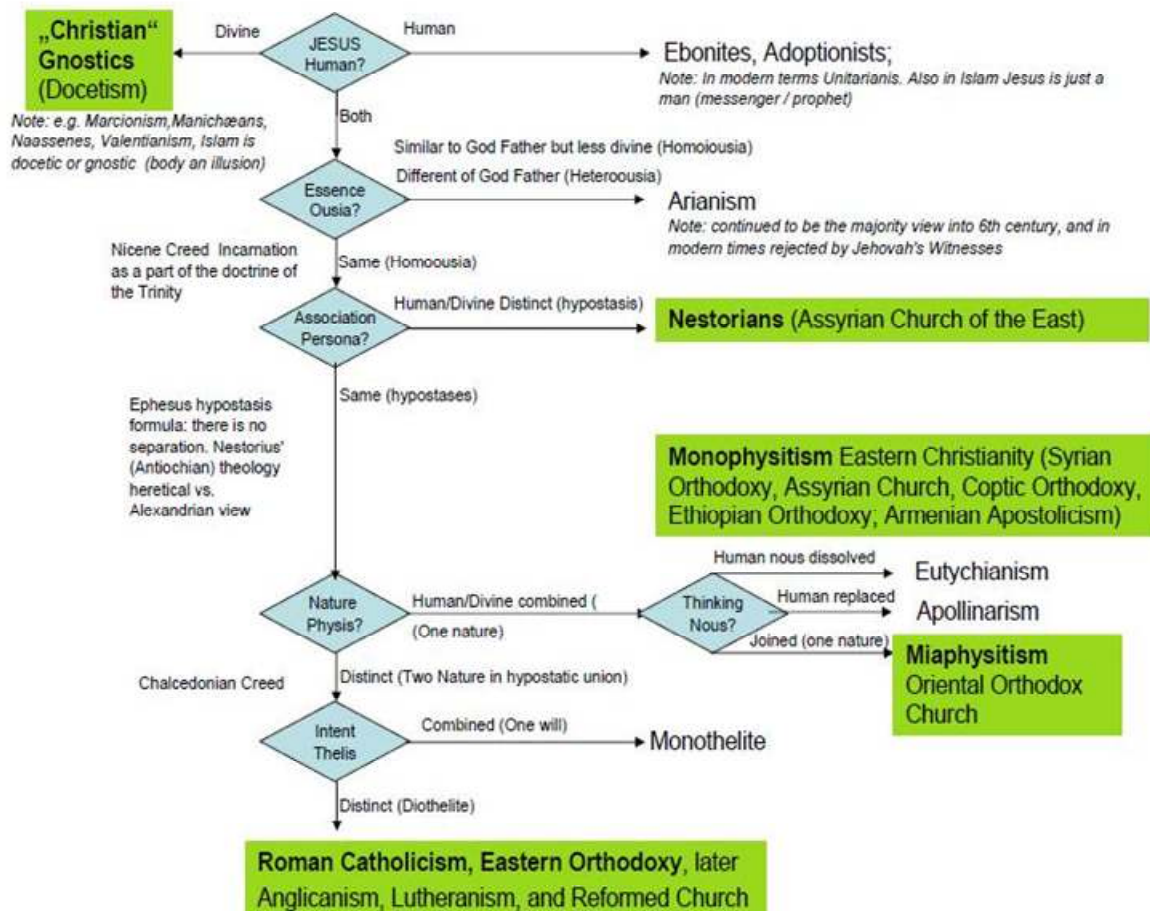 „Christian“
Gnostics
(Docetism)
Divine
JESUS
Human?
Human
Ebonites, Adoptionists;
Note: In modern terms Unitarianis. Also in Islam Jesus is just a
man (messenger / prophet)
Note: e.g. Marcionism,Manichæans,
Naassenes, Valentianism, Islam is
docetic or gnostic (body an illusion)
Both
Similar to God Father but less divine (Homoiousia)
Different of God Father (Heteroousia)
Essence
Ousia?
Arianism
Note: continued to be the majority view into 6th century, and in
modern times rejected by Jehovah's Witnesses
Nicene Creed Incarnation
as a part of the doctrine of
the Trinity
Same (Homoousia)
Human/Divine Distinct (hypostasis)
Association
Persona?
Nestorians (Assyrian Church of the East)
Same (hypostases)
Ephesus hypostasis
formula: there is no
separation. Nestorius'
(Antiochian) theology
heretical vs.
Alexandrian view
Monophysitism Eastern Christianity (Syrian
Orthodoxy, Assyrian Church, Coptic Orthodoxy,
Ethiopian Orthodoxy; Armenian Apostolicism)
Nature
Physis?
Human/Divine combined (
(One nature)
Thinking
Nous?
Human nous dissolved
Eutychianism
Human replaced
Apollinarism
Joined (one nature)
Miaphysitism
Oriental Orthodox
Church
Chalcedonian Creed
Distinct (Two Nature in hypostatic union)
Intent
Thelis
Combined (One will)
Monothelite
Distinct (Diothelite)
Roman Catholicism, Eastern Orthodoxy, later
Anglicanism, Lutheranism, and Reformed Church